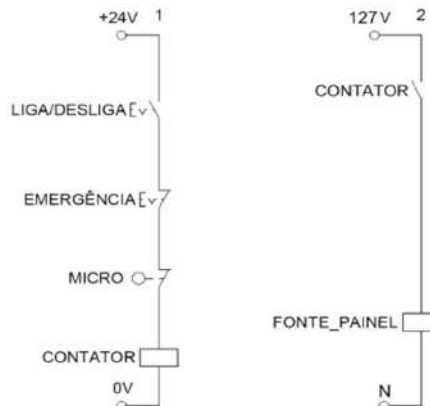 +24V 1
LIGA/DESLIGA
EMERGÊNCIA
MICRO
CONTATOR
0V
127V 2
CONTATOR
FONTE_PAINEL
N